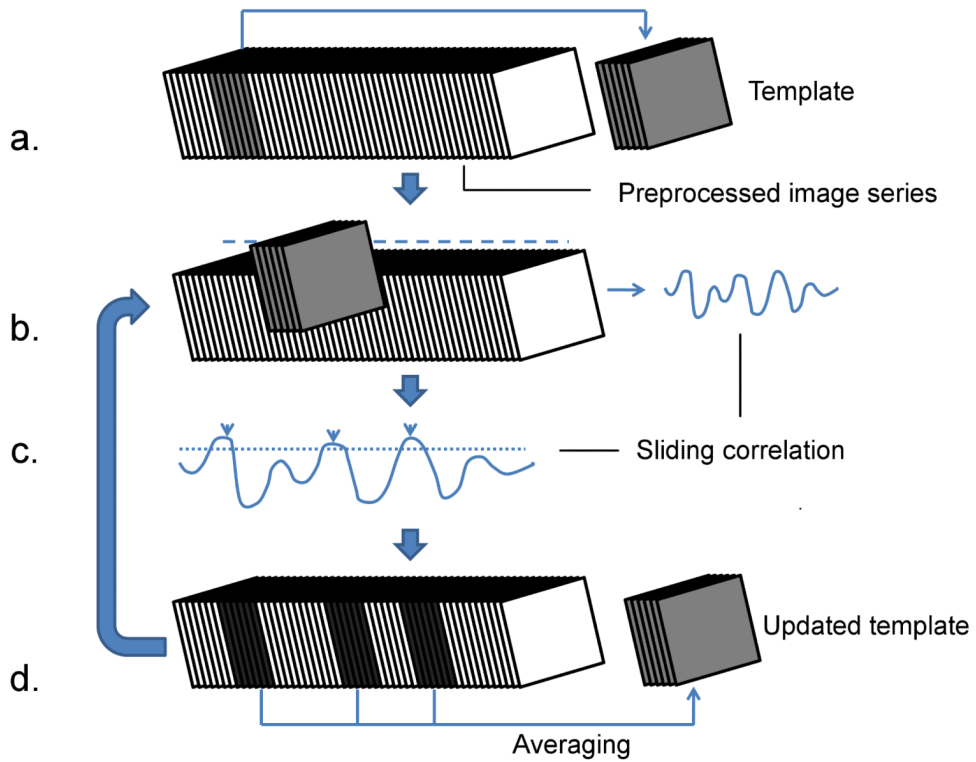 a.
Template
Preprocessed image series
b.
c.
Sliding correlation
d.
Updated template
Averaging